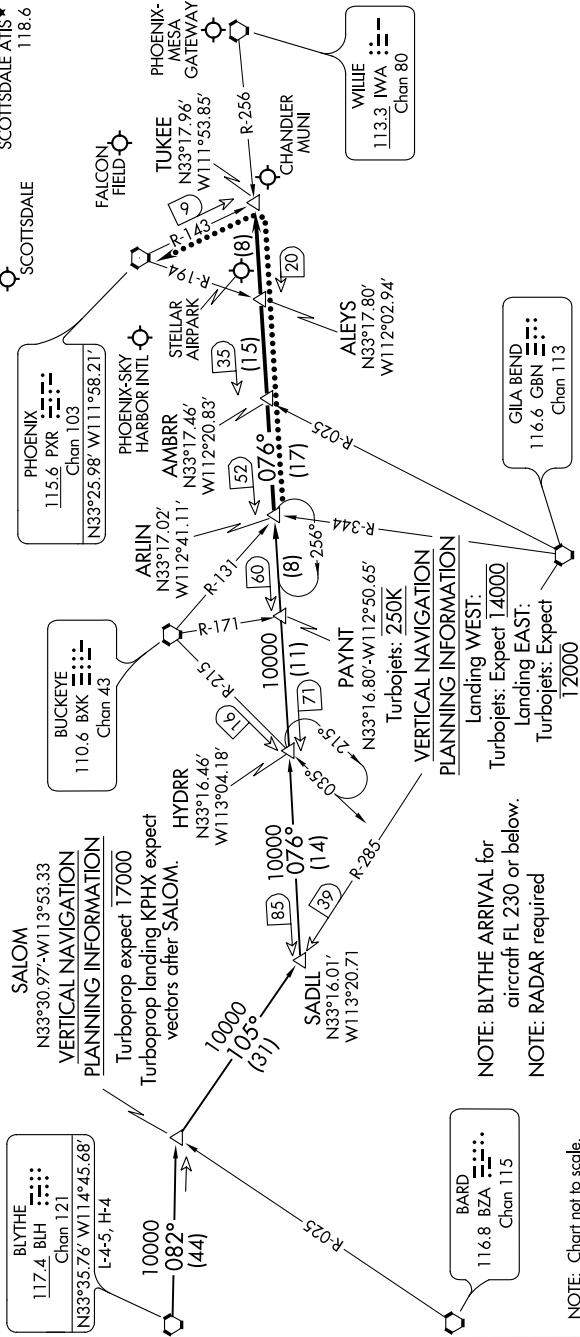 SCOTTSDALE ATIS★
118.6
SCOTTSDALE
FALCON
FIELD
PHOENIX-
MESA
GATEWAY
WILLIE
113.3 IWA
Chan 80
R-256
TUKEE
N33°17.96'
W111°53.85'
CHANDLER
MUNI
9
R-143
R-194
(8)
20
STELLAR
AIRPARK
ALEYS
N33°17.80'
W112°02.94'
PHOENIX
115.6 PXR
Chan 103
N33°25.98' W111°58.21'
PHOENIX-SKY
HARBOR INTL
35
(15)
AMBRR
N33°17.46'
W112°20.83'
076°
(17)
52
R-025
GILA BEND
116.6 GBN
Chan 113
ARLIN
N33°17.02'
W112°41.11'
R-131
R-344
256°
(8)
60
BUCKEYE
110.6 BXK
Chan 43
R-171
R-215
PAYNT
N33°16.80'-W112°50.65'
Turbojets: 250K
VERTICAL NAVIGATION
PLANNING INFORMATION
Landing WEST:
Turbojets: Expect 14000
Landing EAST:
Turbojets: Expect
12000
10000
(11)
71
16
HYDRR
N33°16.46'
W113°04.18'
215°
035°
10000
076°
(14)
85
39
R-285
SADLL
N33°16.01'
W113°20.71
SALOM
N33°30.97'-W113°53.33
VERTICAL NAVIGATION
PLANNING INFORMATION
Turboprop expect 17000
Turboprop landing KPHX expect
vectors after SALOM.
10000
105°
(31)
BLYTHE
117.4 BLH
Chan 121
N33°35.76' W114°45.68'
L-4-5, H-4
10000
082°
(44)
R-025
BARD
116.8 BZA
Chan 115
NOTE: BLYTHE ARRIVAL for
aircraft FL 230 or below.
NOTE: RADAR required
NOTE: Chart not to scale.